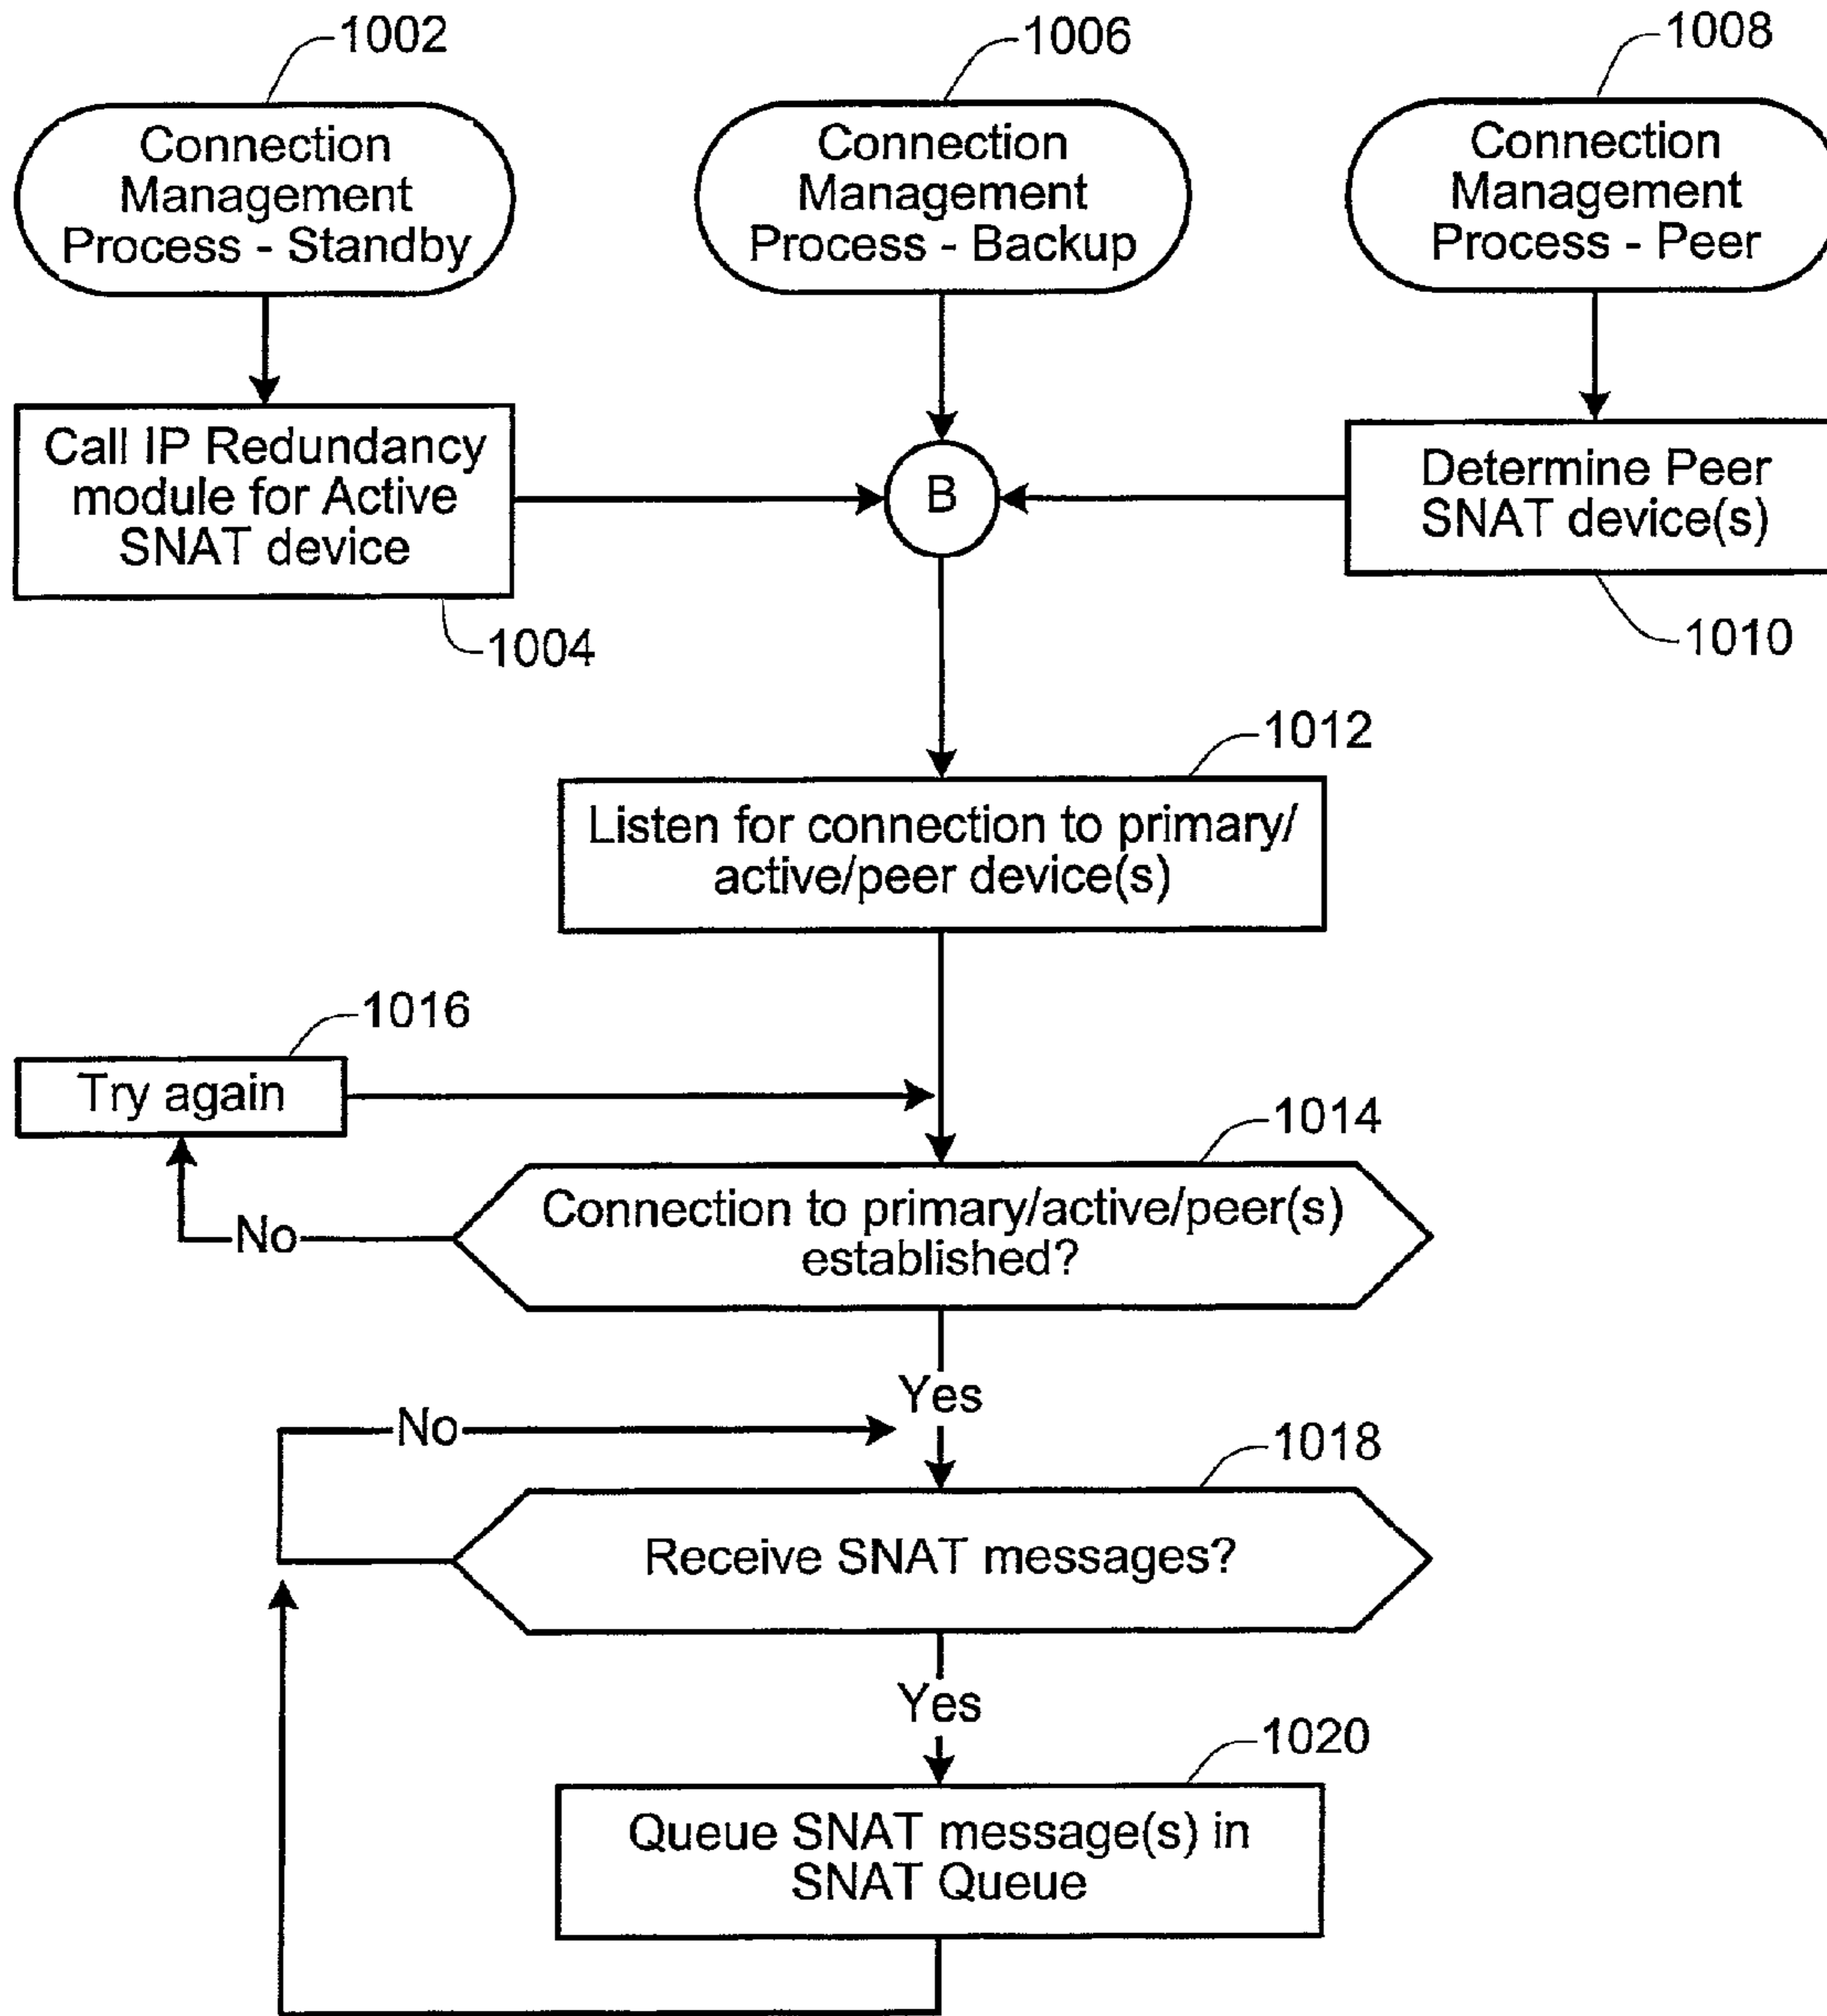 1002
1006
1008
Connection
Management
Process - Standby
Connection
Management
Process - Backup
Connection
Management
Process - Peer
Call IP Redundancy
module for Active
SNAT device
B
Determine Peer
SNAT device(s)
1004
1010
1012
Listen for connection to primary/
active/peer device(s)
1016
Try again
1014
Connection to primary/active/peer(s)
established?
No
Yes
No
1018
Receive SNAT messages?
Yes
1020
Queue SNAT message(s) in
SNAT Queue